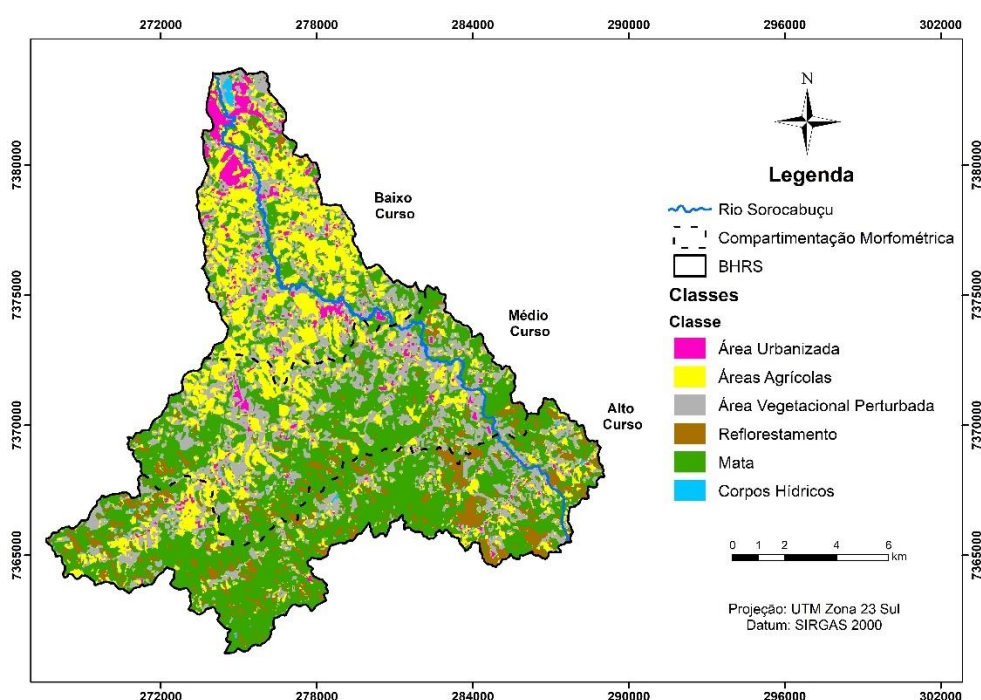 272000 278000 284000 290000 296000 302000
7380000
7375000
7370000
7365000
Baixo
Curso
Médio
Curso
Alto
Curso
N
Legenda
Rio Sorocabuçu
Compartimentação Morfométrica
BHRS
Classes
Classe
Área Urbanizada
Áreas Agrícolas
Área Vegetacional Perturbada
Reflorestamento
Mata
Corpos Hídricos
0 1 2 4 6
km
Projeção: UTM Zona 23 Sul
Datum: SIRGAS 2000
7380000
7375000
7370000
7365000
272000 278000 284000 290000 296000 302000